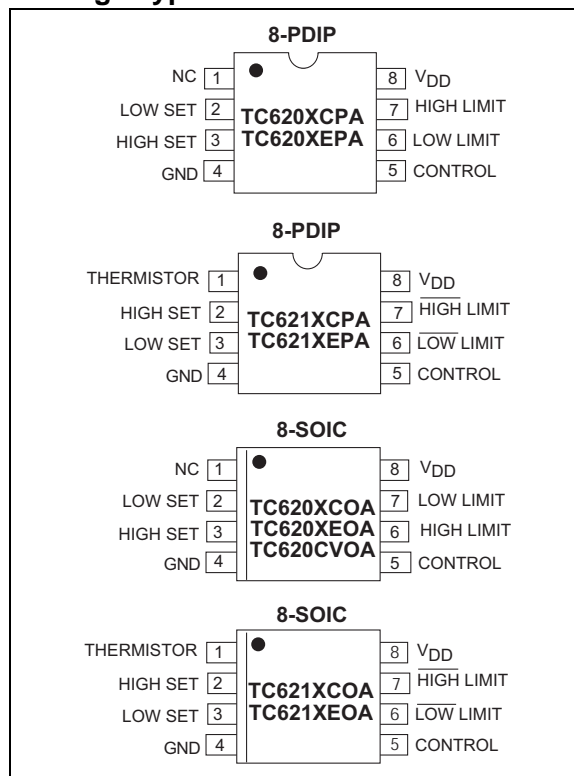 8-PDIP
NC 1 8 VDD
LOW SET 2 TC620XCPA 7 HIGH LIMIT
HIGH SET 3 TC620XEPA 6 LOW LIMIT
GND 4 5 CONTROL
8-PDIP
THERMISTOR 1 8 VDD
HIGH SET 2 TC621XCPA 7 HIGH LIMIT
LOW SET 3 TC621XEPA 6 LOW LIMIT
GND 4 5 CONTROL
8-SOIC
NC 1 8 VDD
LOW SET 2 TC620XCOA 7 LOW LIMIT
HIGH SET 3 TC620XEOA 6 HIGH LIMIT
TC620CVOA
GND 4 5 CONTROL
8-SOIC
THERMISTOR 1 8 VDD
HIGH SET 2 TC621XCOA 7 HIGH LIMIT
LOW SET 3 TC621XEOA 6 LOW LIMIT
GND 4 5 CONTROL